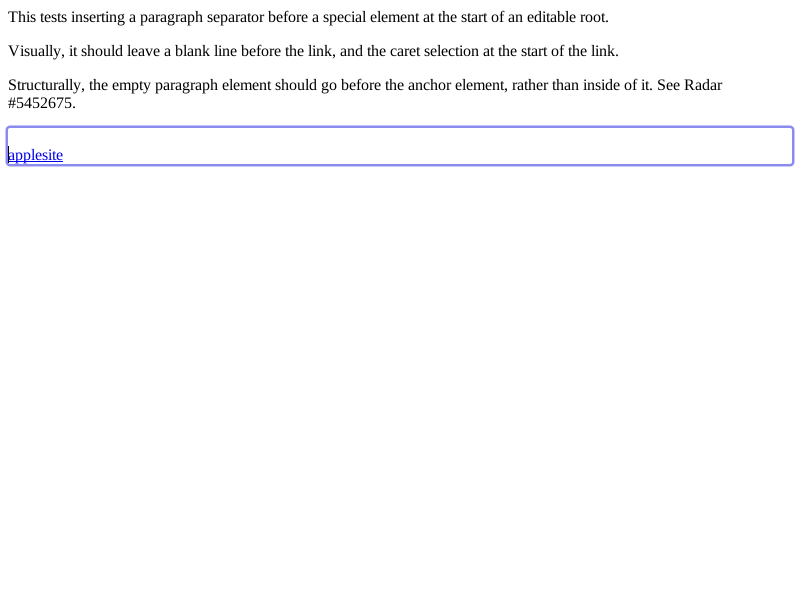 This tests inserting a paragraph separator before a special element at the start of an editable root.
Visually, it should leave a blank line before the link, and the caret selection at the start of the link.
Structurally, the empty paragraph element should go before the anchor element, rather than inside of it. See Radar
#5452675.
applesite